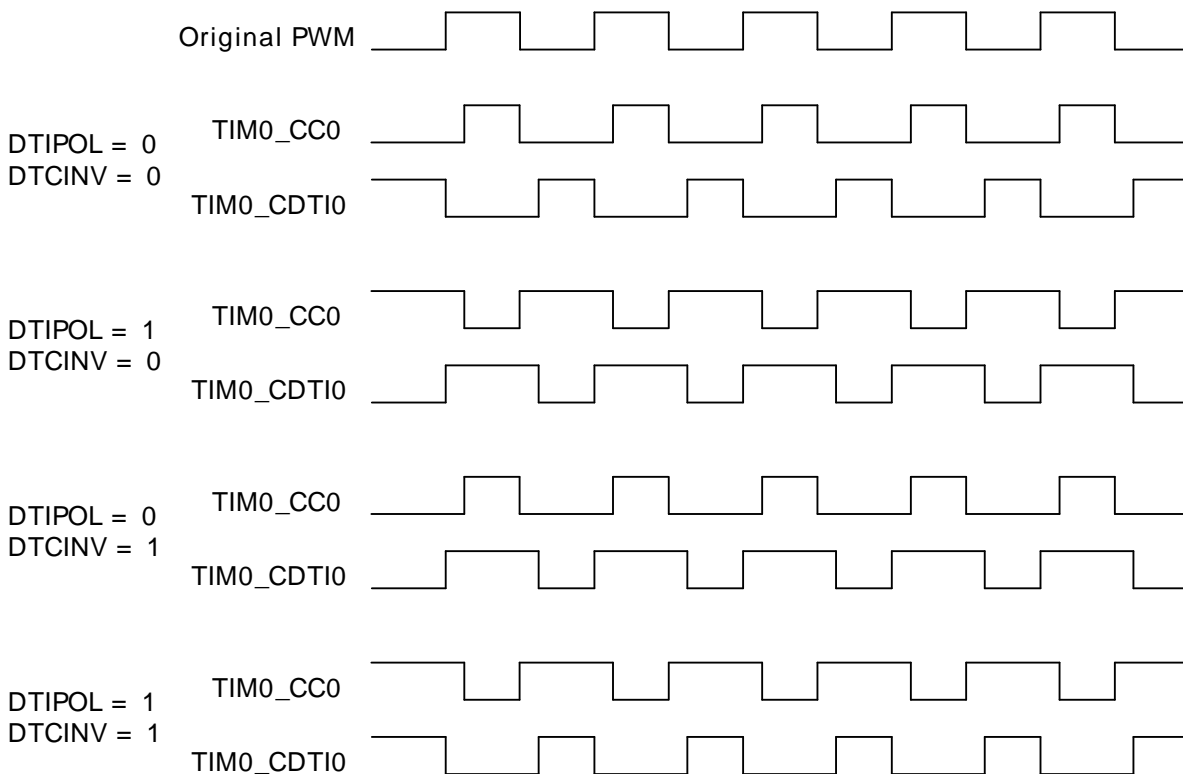 Original PWM
DTIPOL = 0
DTCINV = 0
TIM0_CC0
TIM0_CDTI0
DTIPOL = 1
DTCINV = 0
TIM0_CC0
TIM0_CDTI0
DTIPOL = 0
DTCINV = 1
TIM0_CC0
TIM0_CDTI0
DTIPOL = 1
DTCINV = 1
TIM0_CC0
TIM0_CDTI0